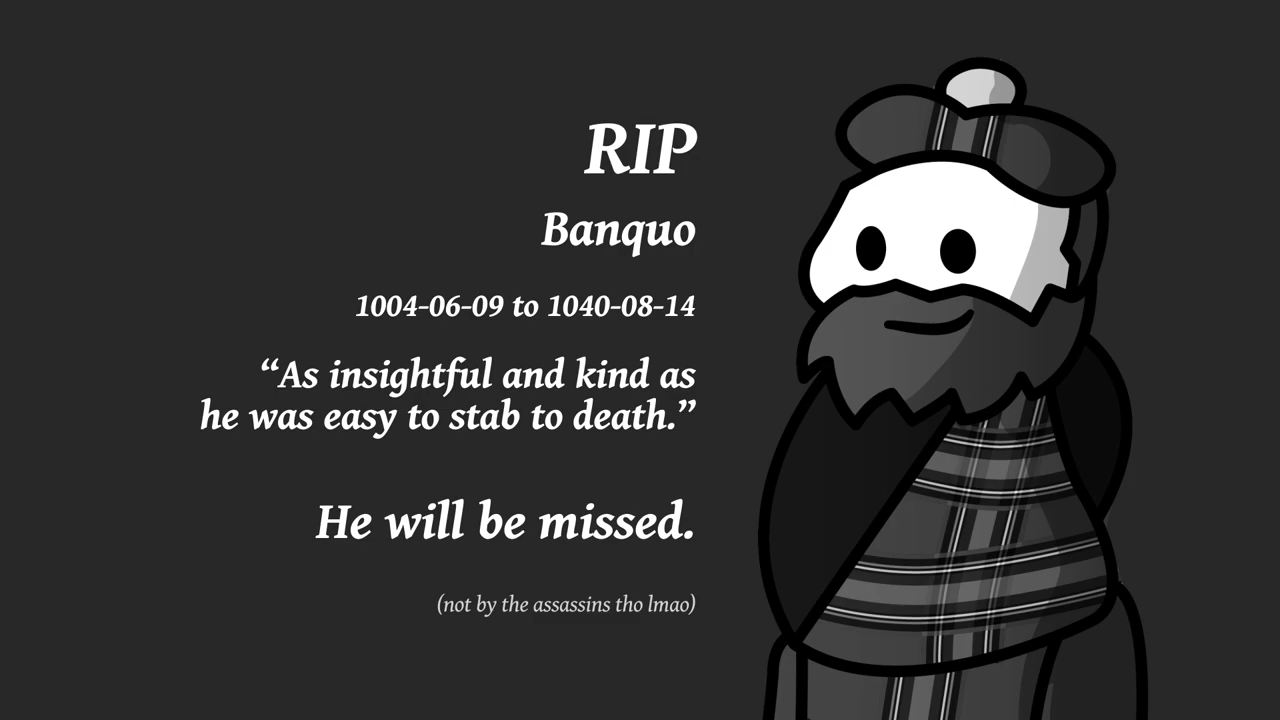 RIP
Banquo
1004-06-09 to 1040-08-14
“As insightful and kind as
he was easy to stab to death.”
He will be missed.
(not by the assassins tho lmao)